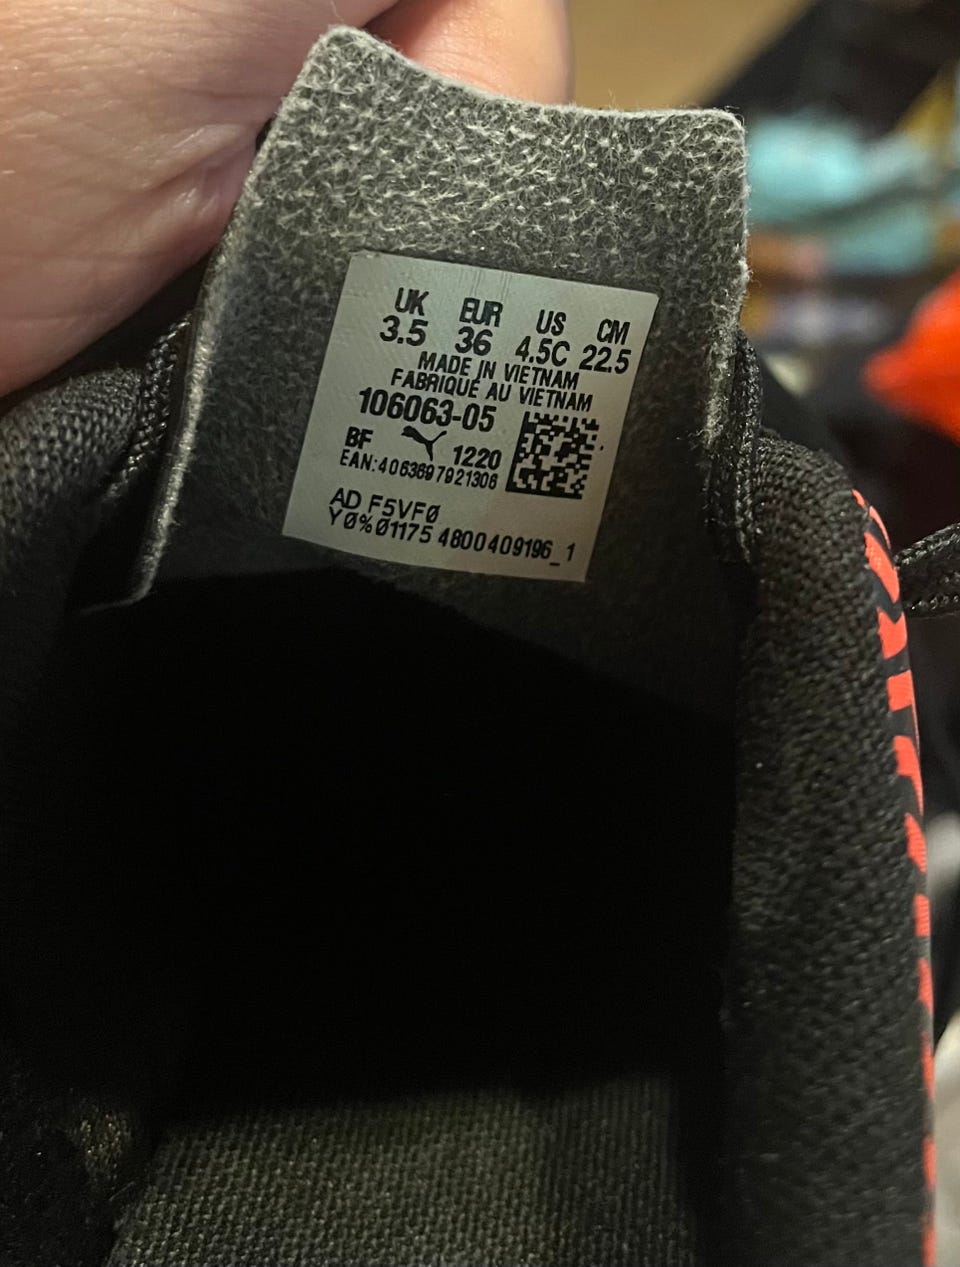 UK EUR US CM
3.5 36 4.5C 22.5
MADE IN VIETNAM
FABRIQUÉ AU VIETNAM
106063-05
BF 1220
EAN:4063697921306
AD F5VF0
Y0%01175 4800409196_1